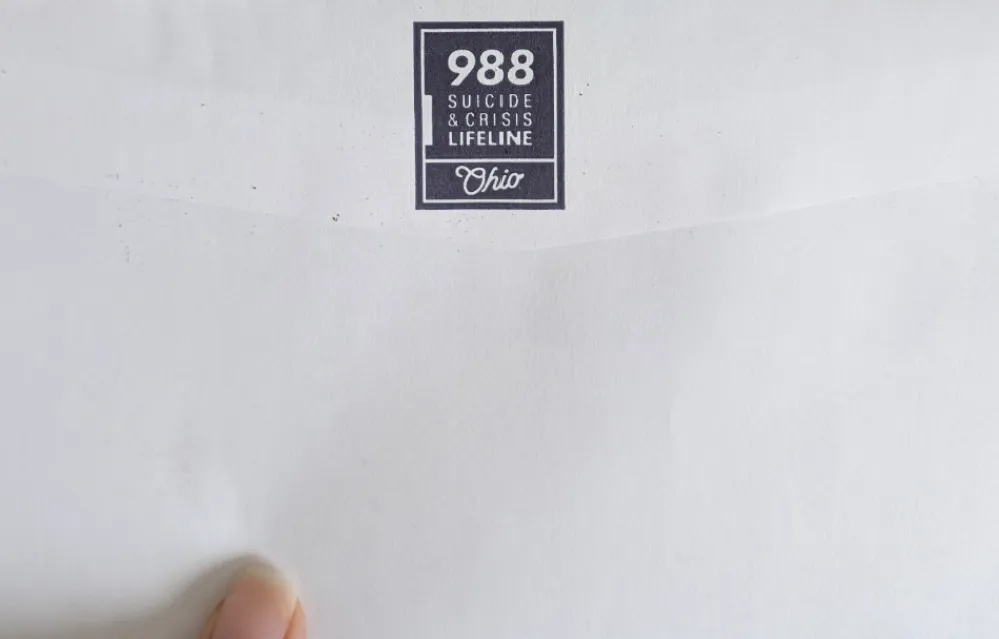 988
SUICIDE
& CRISIS
LIFELINE
Ohio